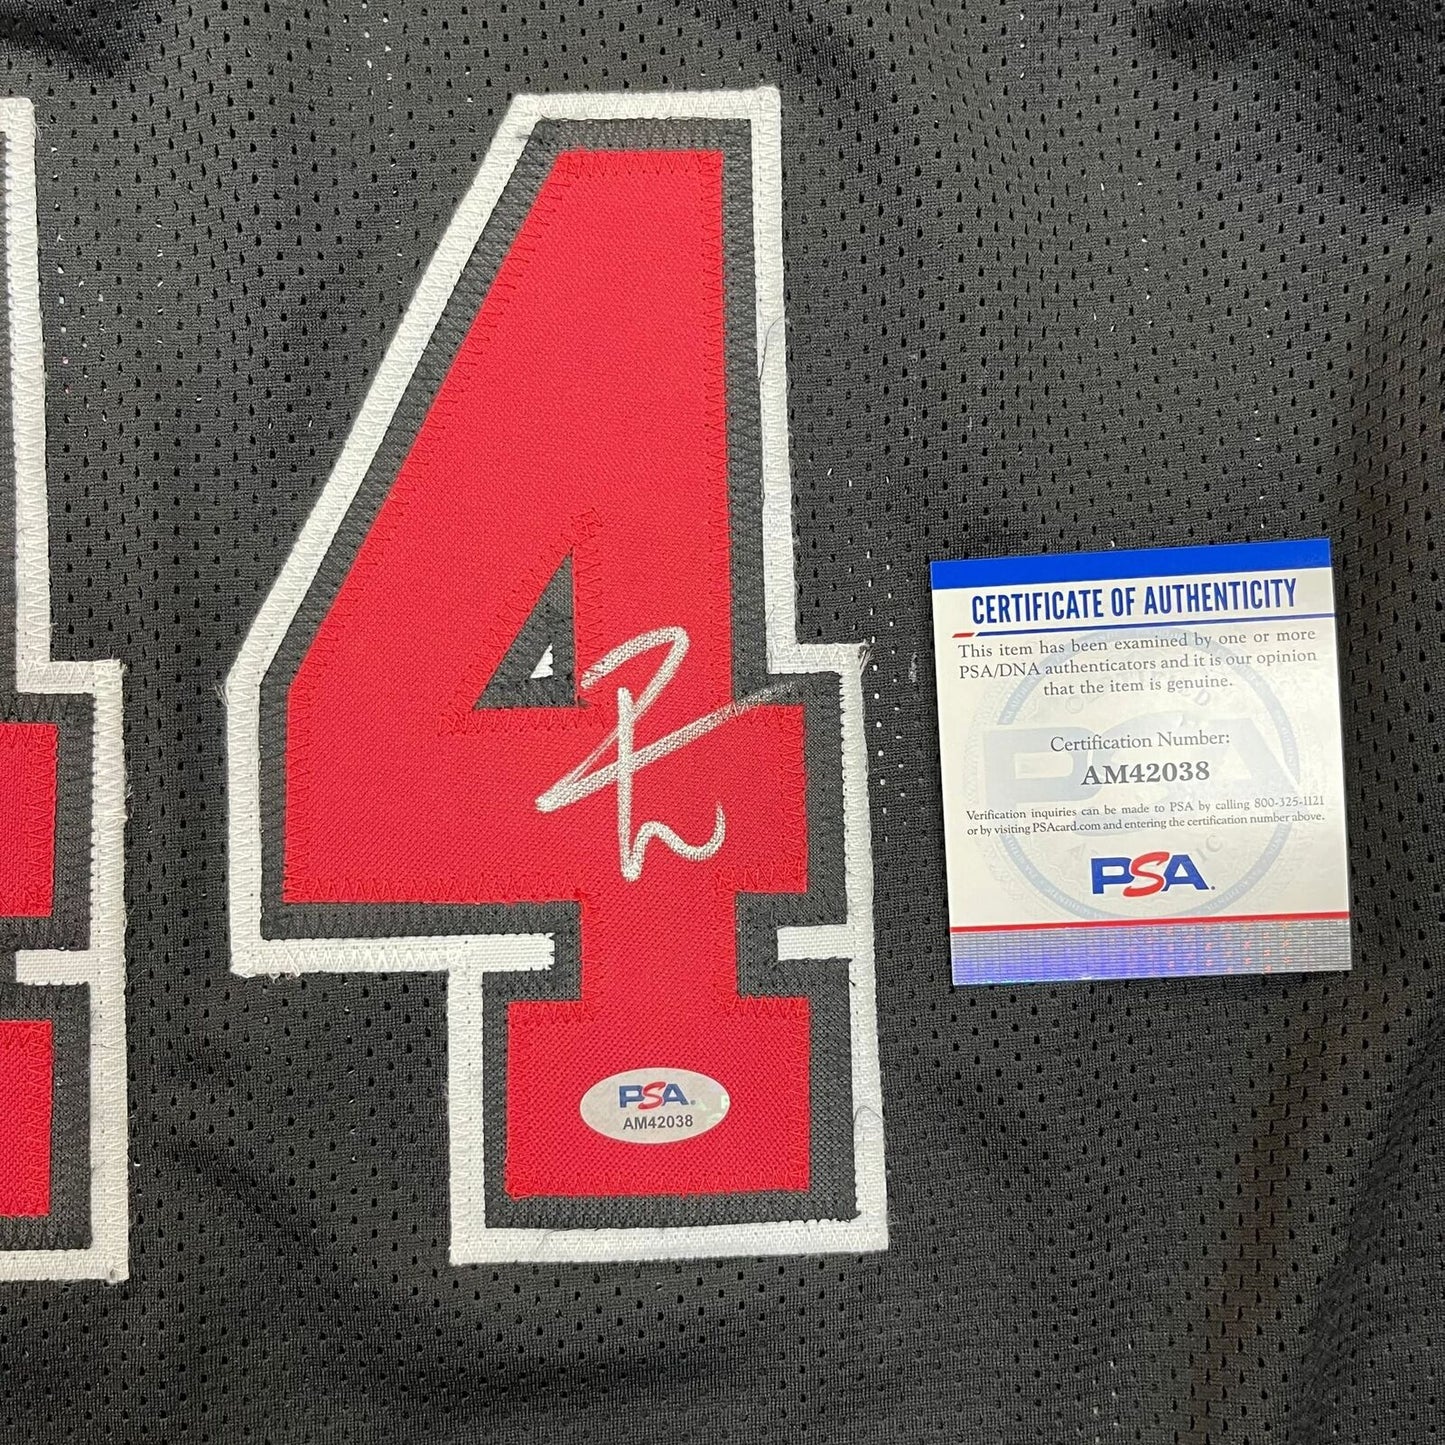 4
CERTIFICATE OF AUTHENTICITY
This item has been examined by one or more
PSA/DNA authenticators and it is our opinion
that the item is genuine.
Certification Number:
AM42038
Verification inquiries can be made to PSA by calling 800-325-1121
or by visiting PSAcard.com and entering the certification number above.
PSA.
PSA.
AM42038